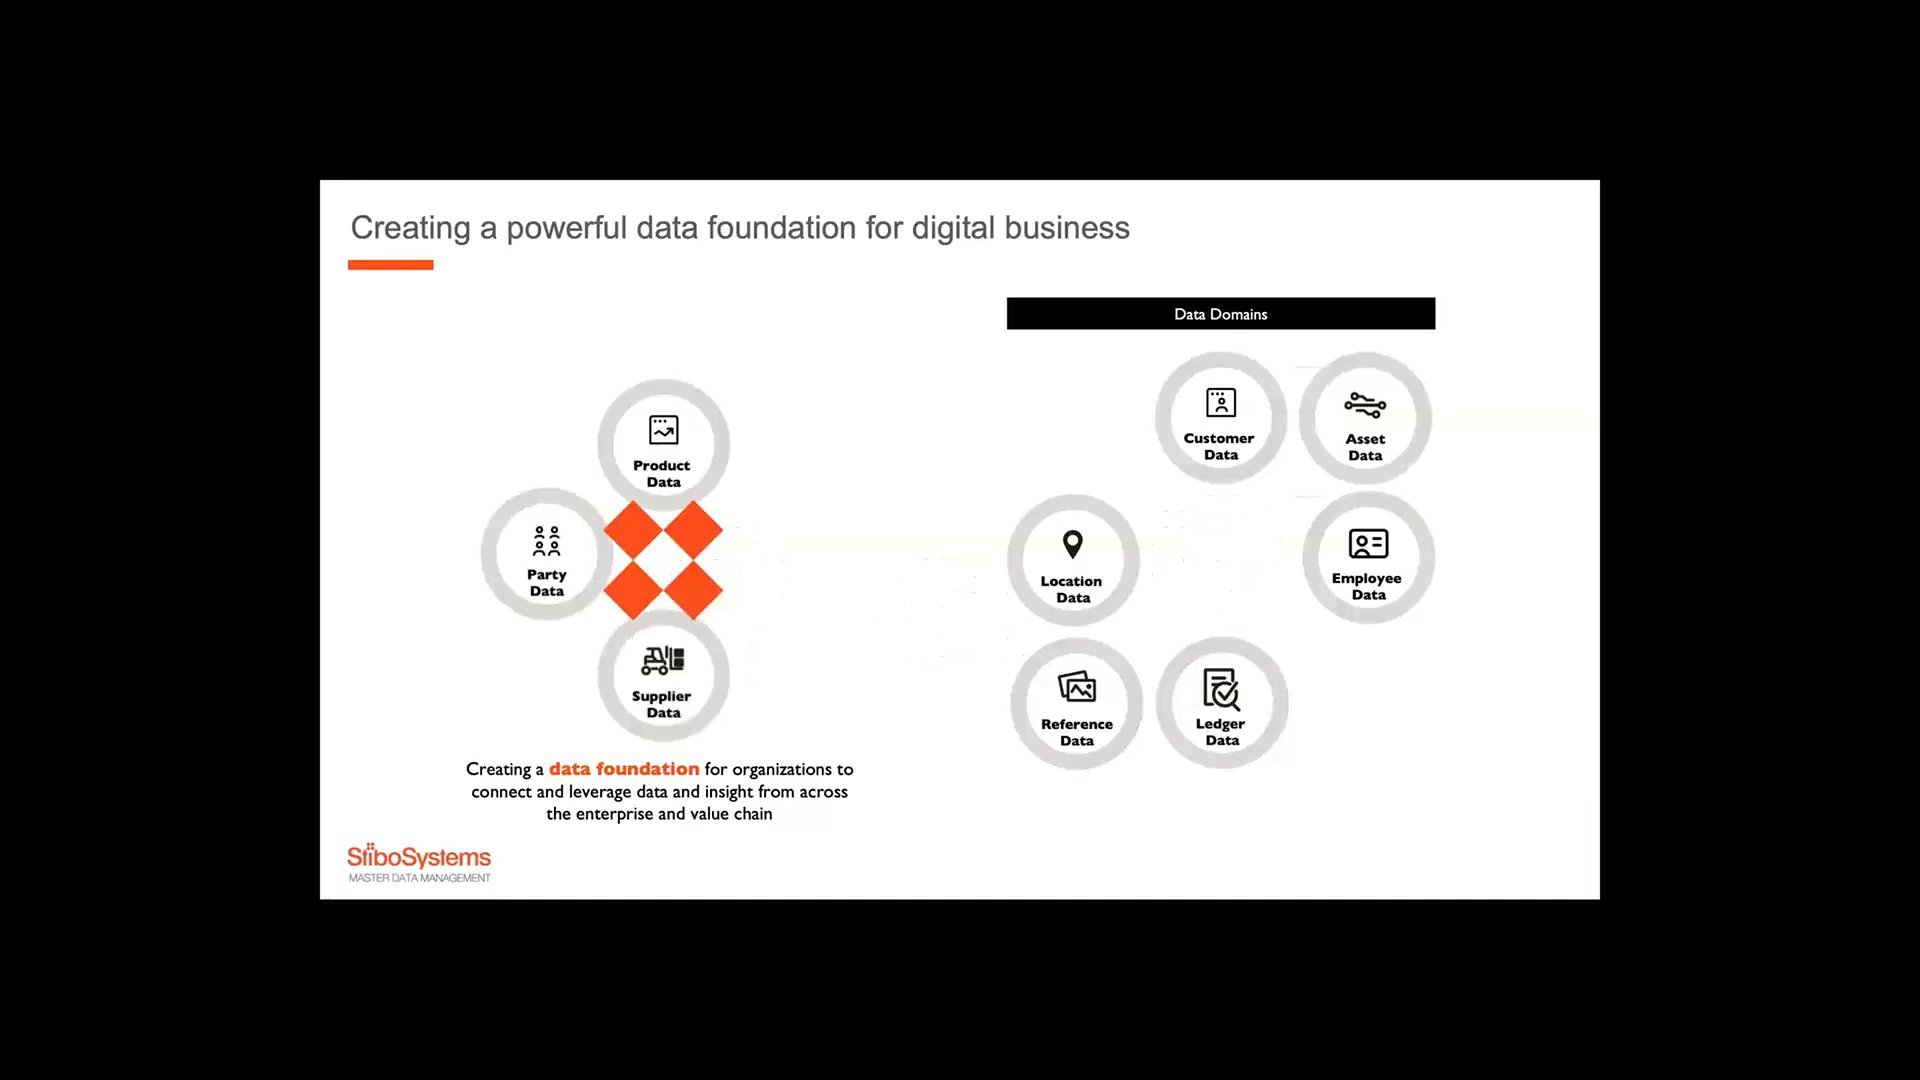 Creating a powerful data foundation for digital business
Data Domains
Product
Data
Party
Data
Supplier
Data
Customer
Data
Asset
Data
Location
Data
Employee
Data
Reference
Data
Ledger
Data
Creating a data foundation for organizations to
connect and leverage data and insight from across
the enterprise and value chain
StiboSystems
MASTER DATA MANAGEMENT